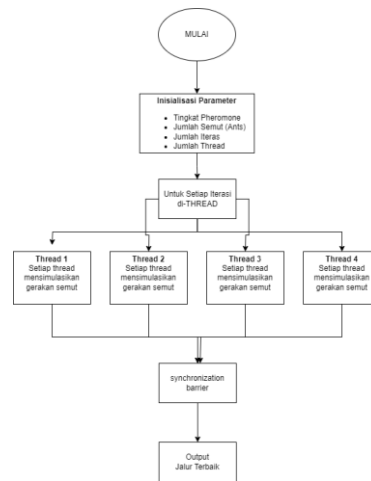 MULAI
Inisialisasi Parameter
Tingkat Pheromone
Jumlah Semut (Ants)
Jumlah Iteras
Jumlah Thread
Untuk Setiap Iterasi
di-THREAD
Thread 1
Setiap thread
mensimulasikan
gerakan semut
Thread 2
Setiap thread
mensimulasikan
gerakan semut
Thread 3
Setiap thread
mensimulasikan
gerakan semut
Thread 4
Setiap thread
mensimulasikan
gerakan semut
synchronization
barrier
Output
Jalur Terbaik